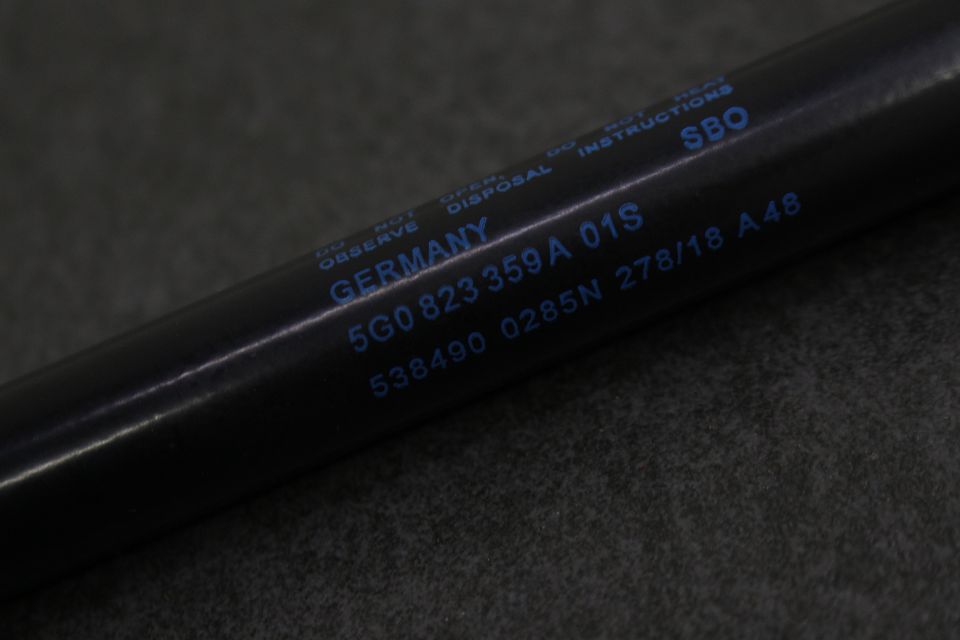 DO NOT OPEN, DO NOT HEAT
OBSERVE DISPOSAL INSTRUCTIONS
GERMANY SBO
5G0 823 359 A 01S
538490 0285N 278/18 A 48